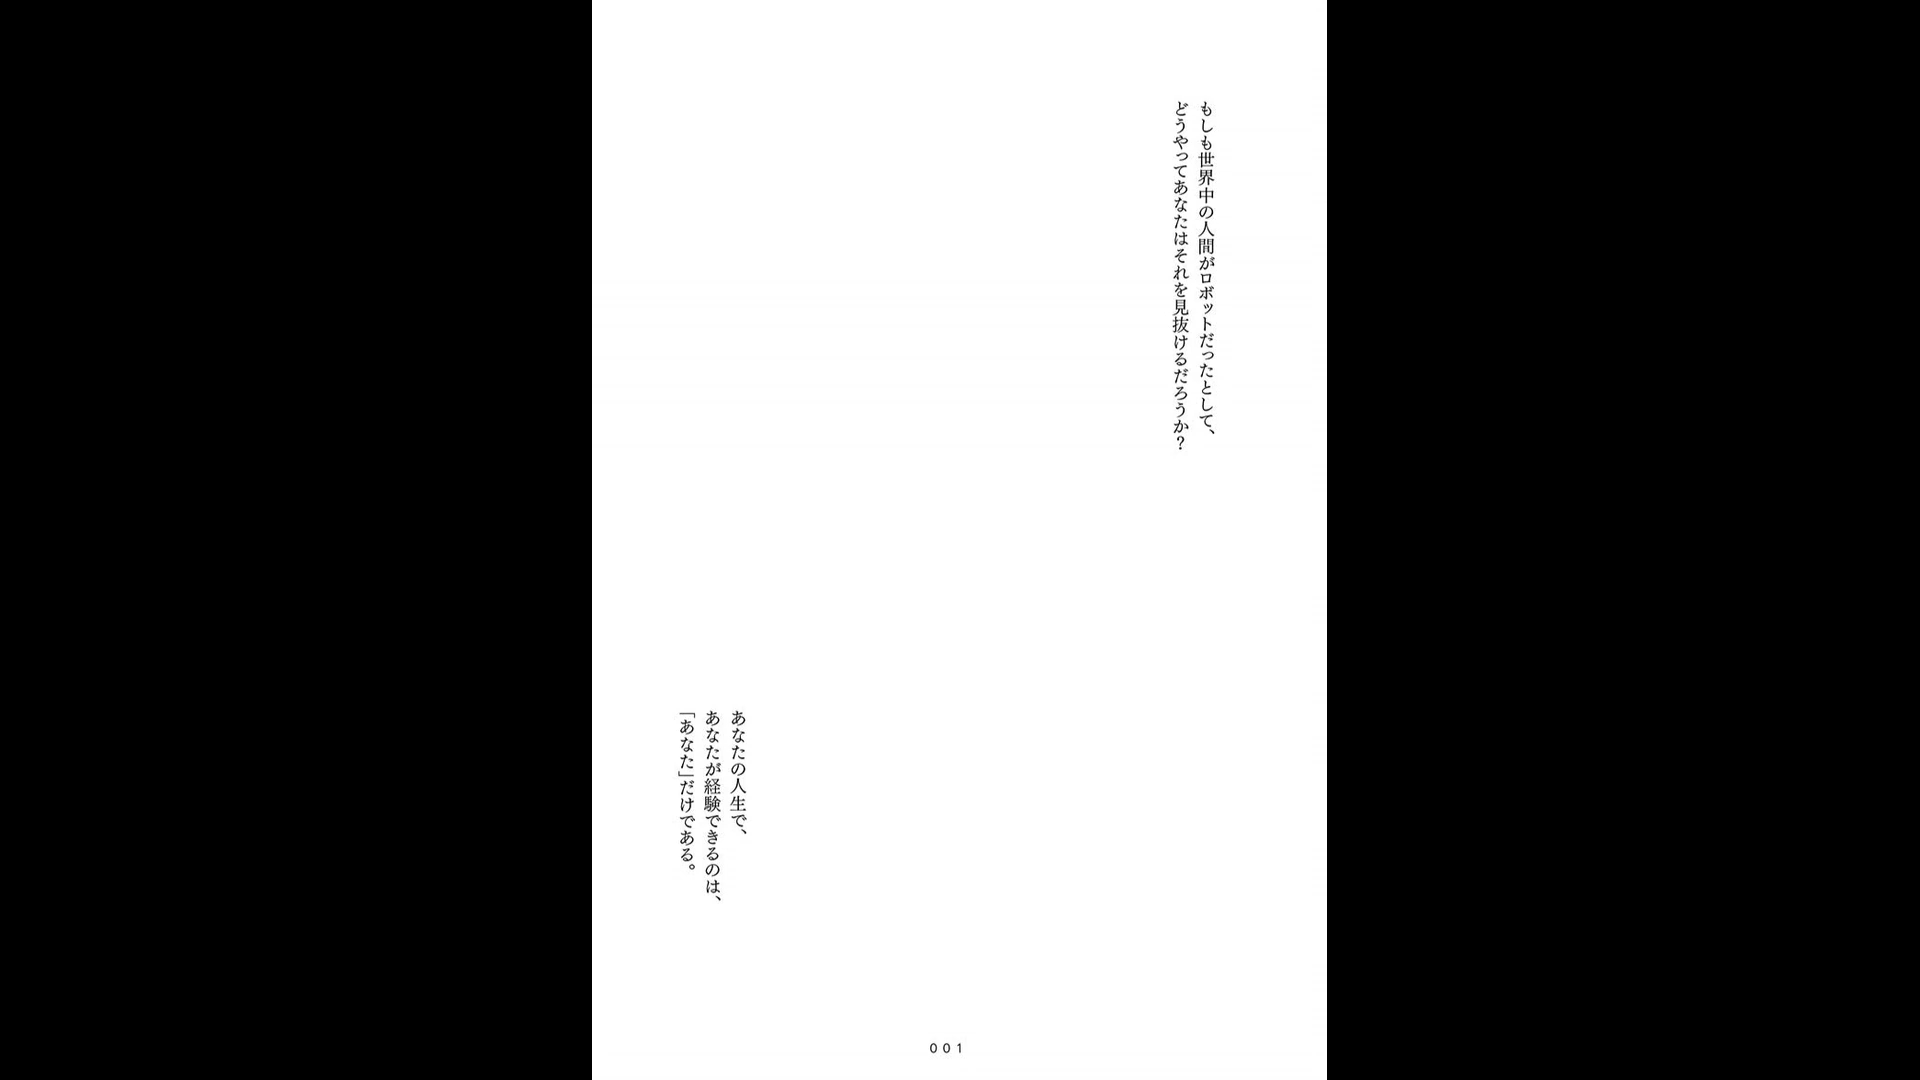 もしも世界中の人間がロボットだったとして、
どうやってあなたはそれを見抜けるだろうか？
あなたの人生で、
あなたが経験できるのは、
「あなた」だけである。
001